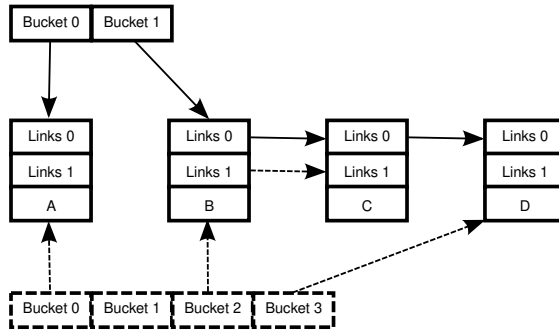 Bucket 0 Bucket 1
Links 0 Links 0 Links 0 Links 0
Links 1 Links 1 Links 1 Links 1
A B C D
Bucket 0 Bucket 1 Bucket 2 Bucket 3